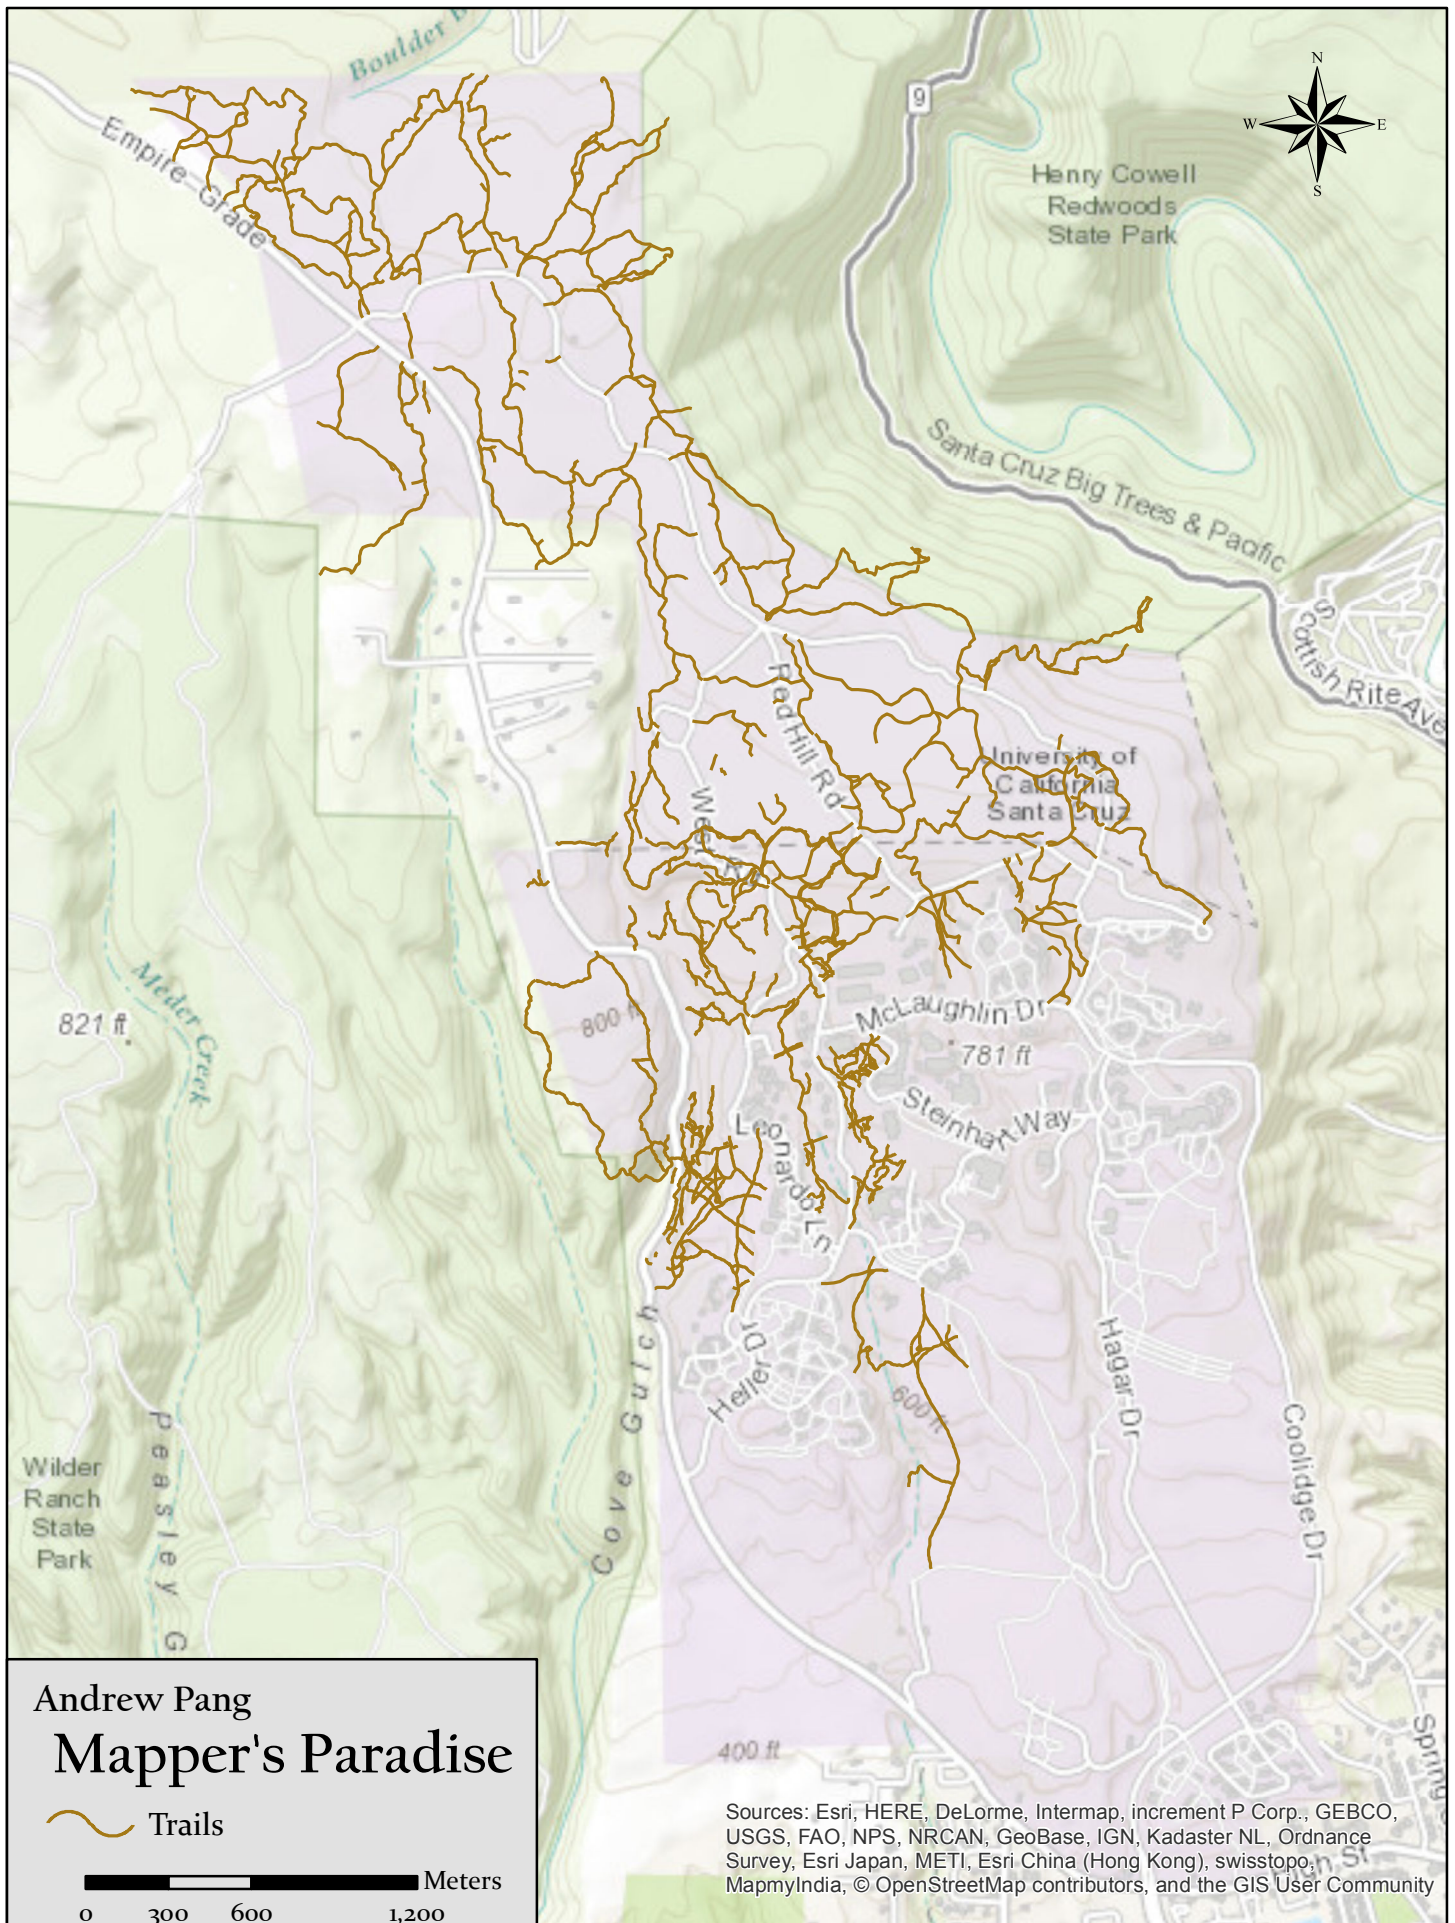 Boulder B
N
W
E
S
9
Empire Grade
Henry Cowell
Redwoods
State Park
Santa Cruz Big Trees & Pacific
Scottish Rite Ave
Red Hill Rd
University of
California
Santa Cruz
West Rd
Meder Creek
821 ft
800 ft
McLaughlin Dr
781 ft
Steinhart Way
Leonardo Ln
Heller Dr
Hagar Dr
Coolidge Dr
600 ft
Cove Gulch
Wilder
Ranch
State
Park
Peasley G
400 ft
Spring
High St
Andrew Pang
Mapper's Paradise
Trails
Meters
0 300 600 1,200
Sources: Esri, HERE, DeLorme, Intermap, increment P Corp., GEBCO,
USGS, FAO, NPS, NRCAN, GeoBase, IGN, Kadaster NL, Ordnance
Survey, Esri Japan, METI, Esri China (Hong Kong), swisstopo,
MapmyIndia, © OpenStreetMap contributors, and the GIS User Community